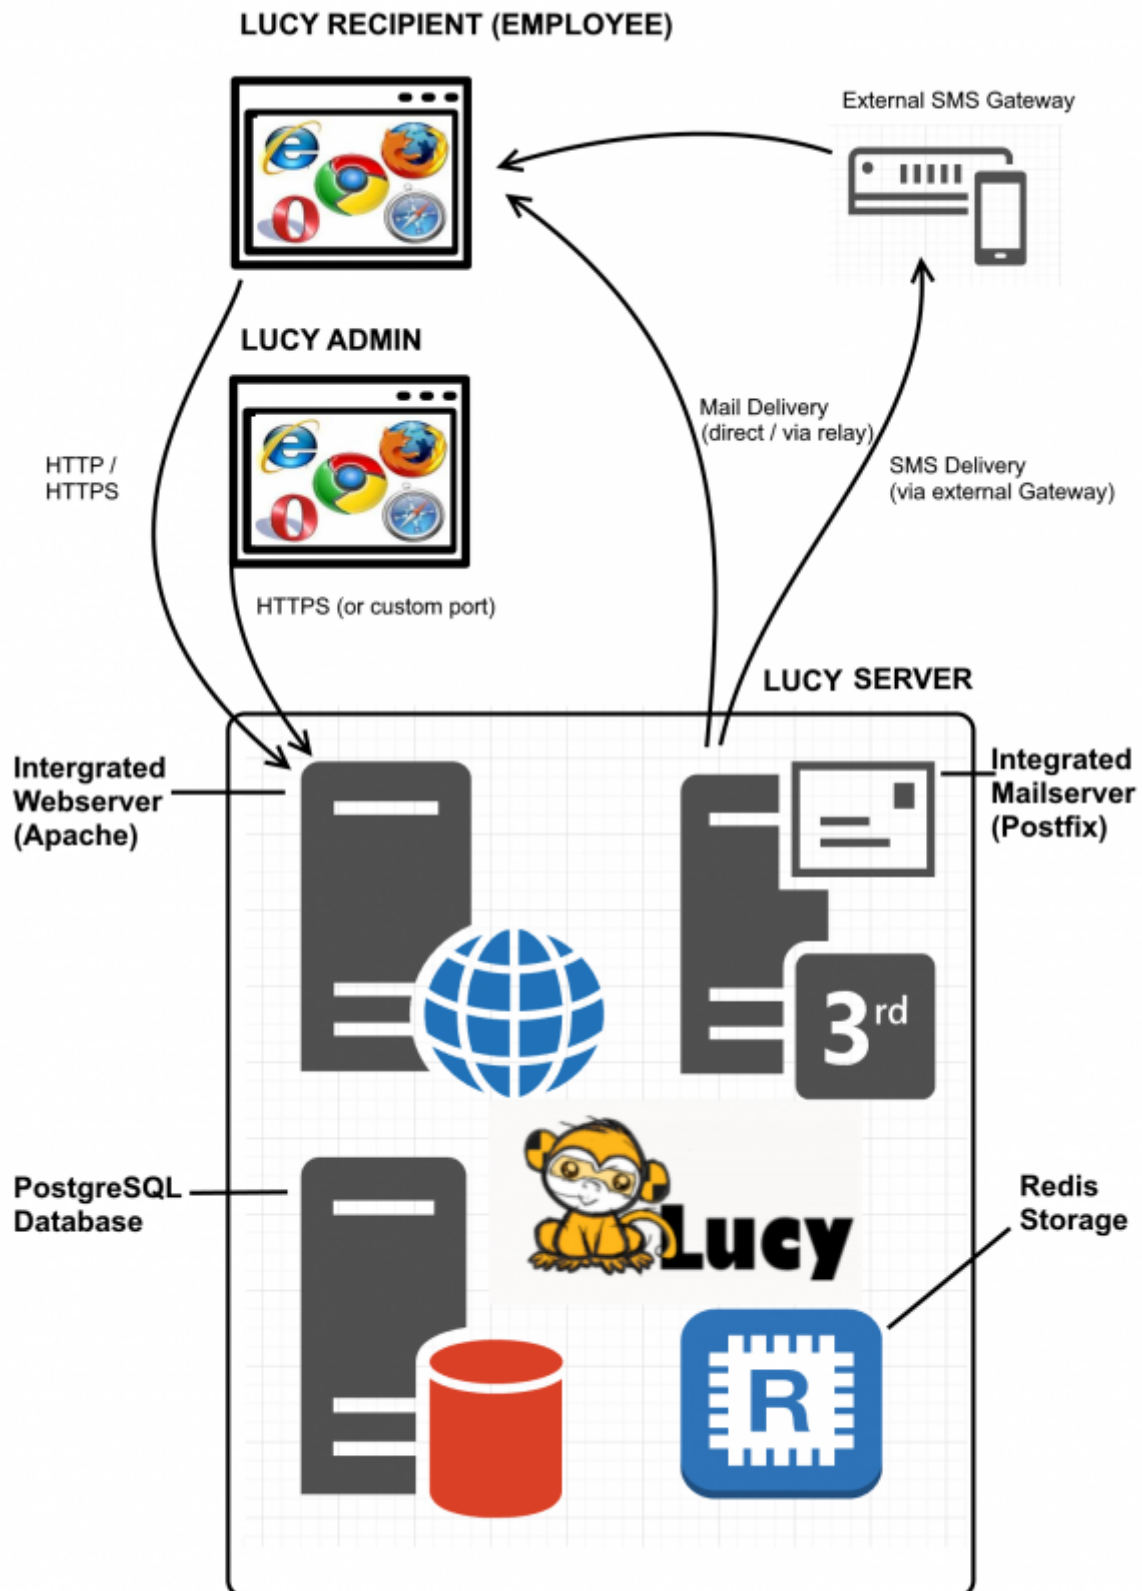 LUCY RECIPIENT (EMPLOYEE)
External SMS Gateway
LUCY ADMIN
HTTP /
HTTPS
Mail Delivery
(direct / via relay)
SMS Delivery
(via external Gateway)
HTTPS (or custom port)
LUCY SERVER
Intergrated
Webserver
(Apache)
Integrated
Mailserver
(Postfix)
3rd
PostgreSQL
Database
Lucy
Redis
Storage
R